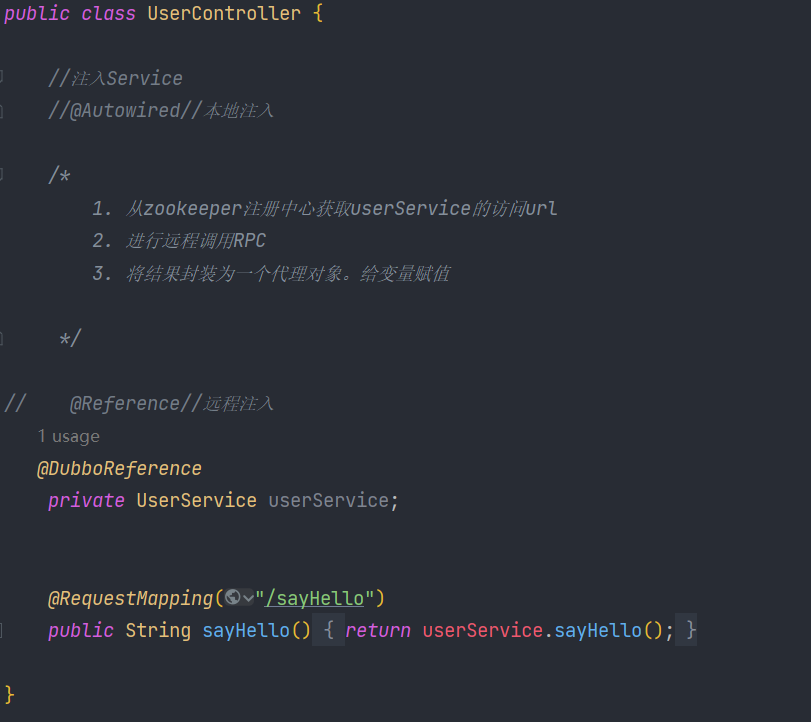 public class UserController {
//注入Service
//@Autowired//本地注入
/*
1. 从zookeeper注册中心获取userService的访问url
2. 进行远程调用RPC
3. 将结果封装为一个代理对象。给变量赋值
*/
// @Reference//远程注入
1 usage
@DubboReference
private UserService userService;
@RequestMapping("/sayHello")
public String sayHello() { return userService.sayHello(); }
}